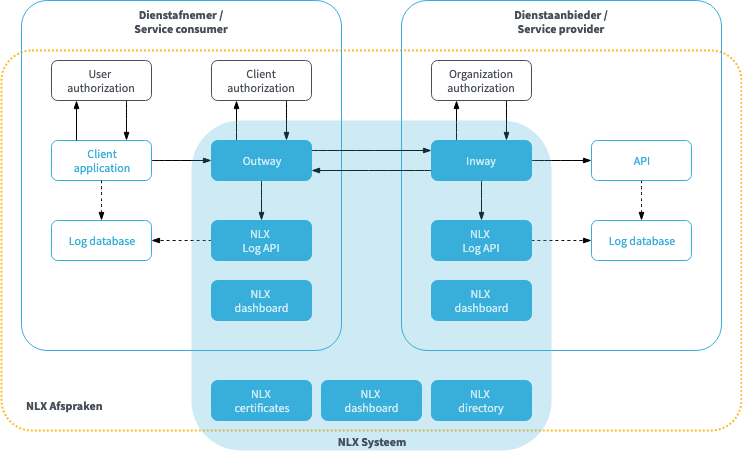 Dienstafnemer /
Service consumer
Dienstaanbieder /
Service provider
User
authorization
Client
authorization
Organization
authorization
Client
application
Outway
Inway
API
Log database
NLX
Log API
NLX
Log API
Log database
NLX
dashboard
NLX
dashboard
NLX
certificates
NLX
dashboard
NLX
directory
NLX Afspraken
NLX Systeem